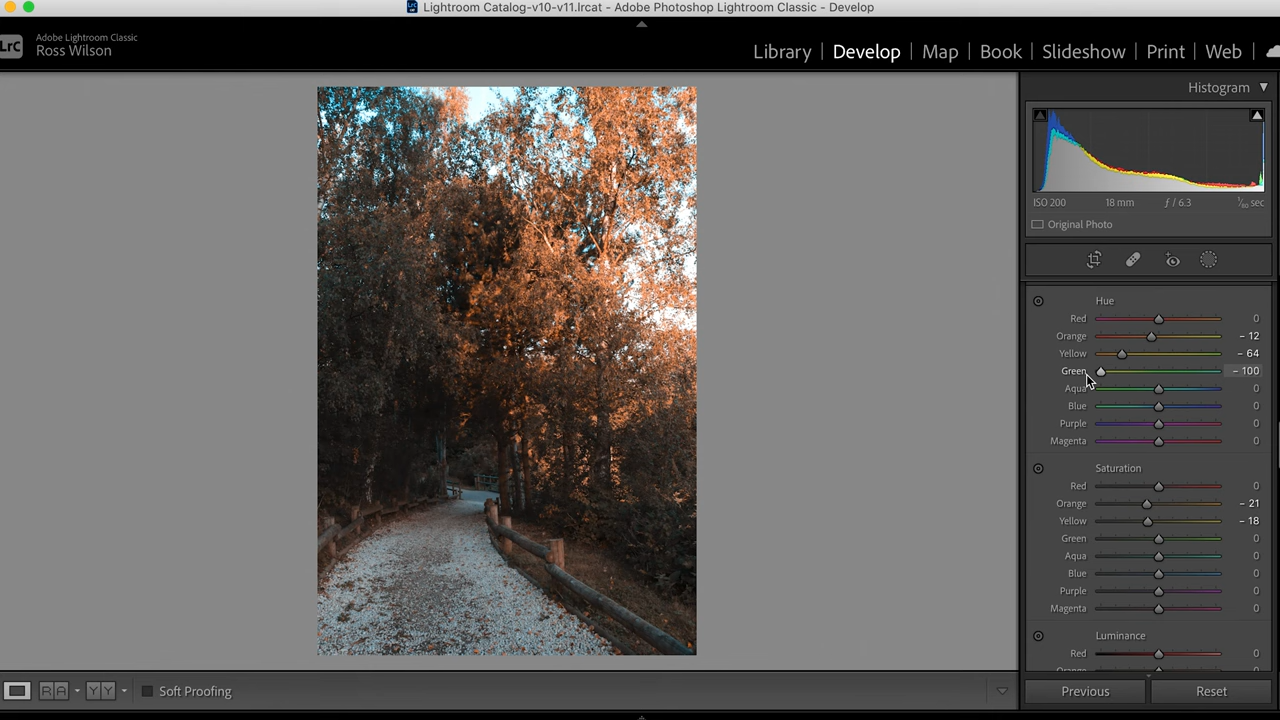 Lightroom Catalog-v10-v11.lrcat - Adobe Photoshop Lightroom Classic - Develop
LrC
Adobe Lightroom Classic
Ross Wilson
Library | Develop | Map | Book | Slideshow | Print | Web |
Histogram
ISO 200 18 mm ƒ / 6.3 1/60 sec
Original Photo
Hue
Red 0
Orange - 12
Yellow - 64
Green - 100
Aqua 0
Blue 0
Purple 0
Magenta 0
Saturation
Red 0
Orange - 21
Yellow - 18
Green 0
Aqua 0
Blue 0
Purple 0
Magenta 0
Luminance
Red 0
R A Y Y Soft Proofing
Previous Reset